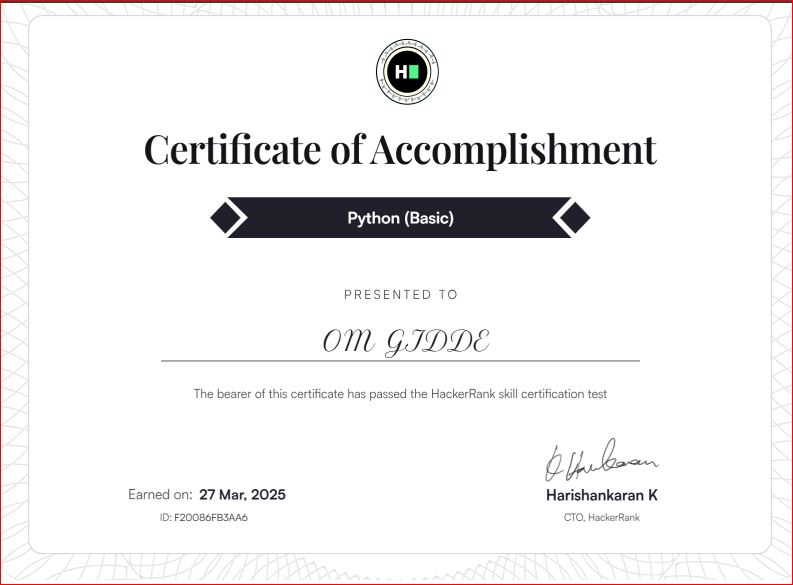 H
Certificate of Accomplishment
Python (Basic)
PRESENTED TO
OM GIDDE
The bearer of this certificate has passed the HackerRank skill certification test
Earned on: 27 Mar, 2025
Harishankaran K
ID: F20086FB3AA6
CTO, HackerRank